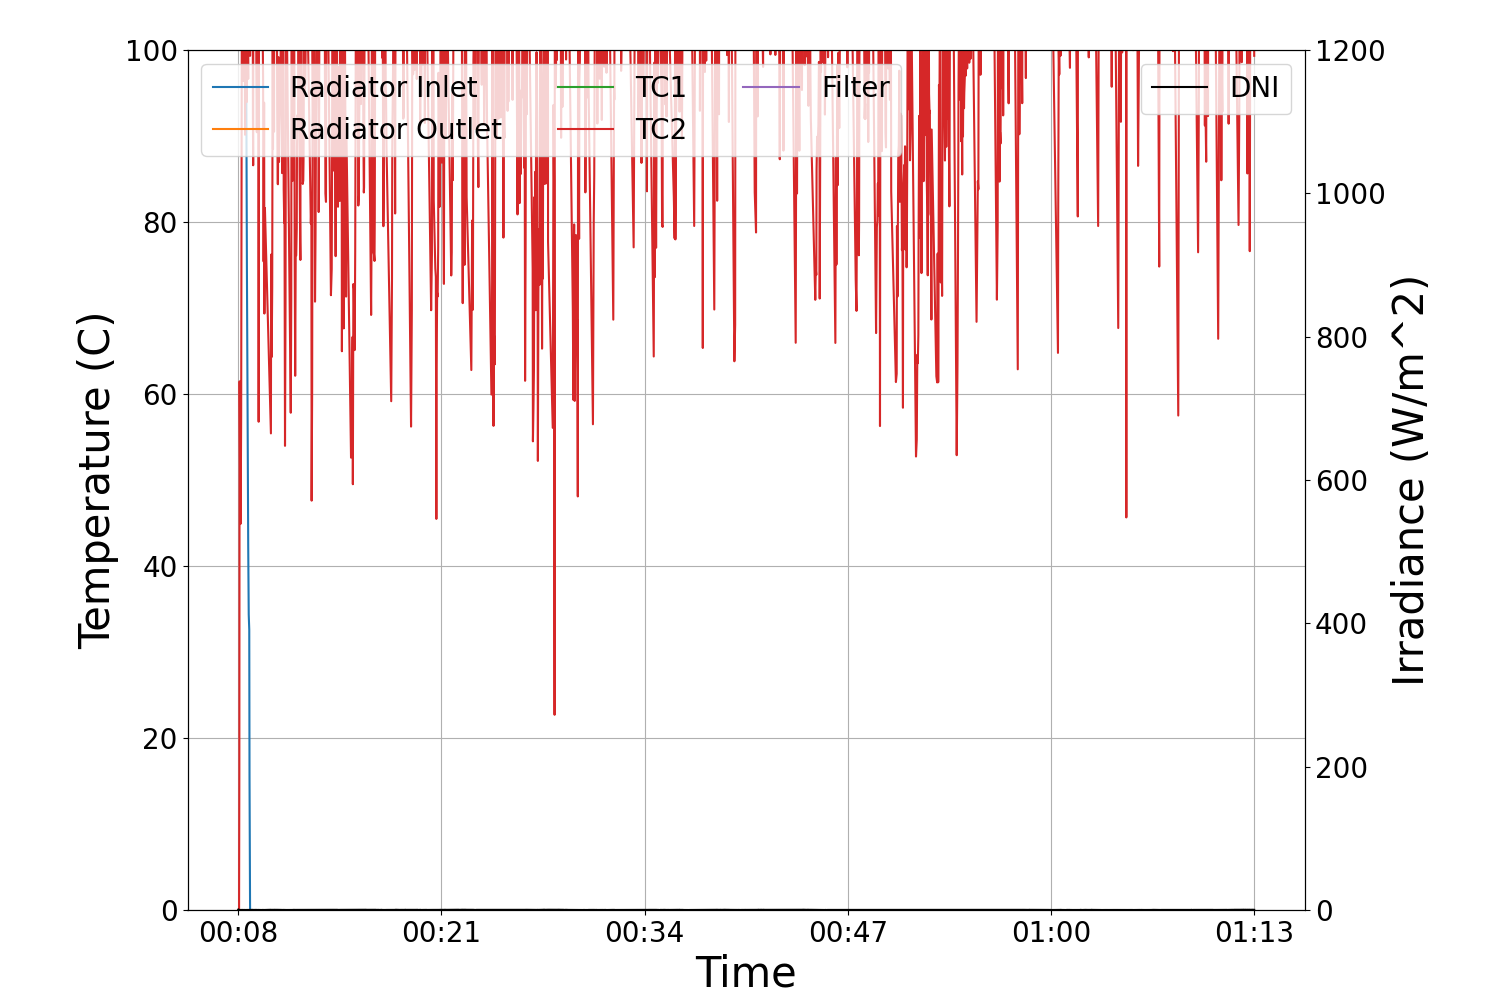 100
80
60
40
20
0
Temperature (C)
Radiator Inlet
Radiator Outlet
TC1
TC2
Filter
DNI
1200
1000
800
600
400
200
0
Irradiance (W/m^2)
00:08
00:21
00:34
00:47
01:00
01:13
Time